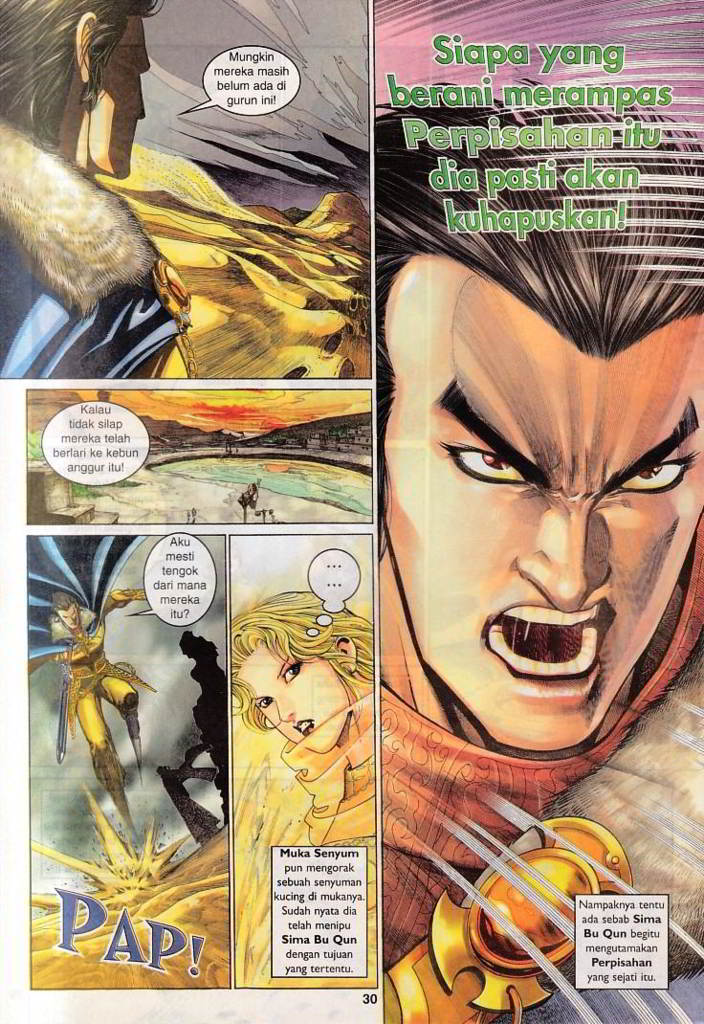 Mungkin
mereka masih
belum ada di
gurun ini!
Kalau
tidak silap
mereka telah
berlari ke kebun
anggur itu!
Aku
mesti
tengok
dari mana
mereka
itu?
PAP!
...
...
Muka Senyum
pun mengorak
sebuah senyuman
kucing di mukanya.
Sudah nyata dia
telah menipu
Sima Bu Qun
dengan tujuan
yang tertentu.
Siapa yang
berani merampas
Perpisahan itu
dia pasti akan
kuhapuskan!
Nampaknya tentu
ada sebab Sima
Bu Qun begitu
mengutamakan
Perpisahan
yang sejati itu.
30